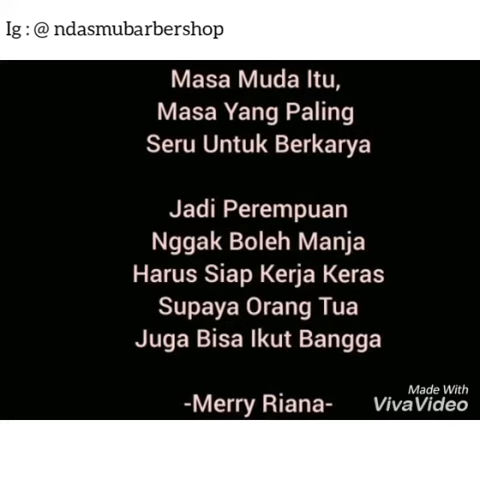 Ig : @ ndasmubarbershop
Masa Muda Itu,
Masa Yang Paling
Seru Untuk Berkarya
Jadi Perempuan
Nggak Boleh Manja
Harus Siap Kerja Keras
Supaya Orang Tua
Juga Bisa Ikut Bangga
-Merry Riana-
Made With
VivaVideo